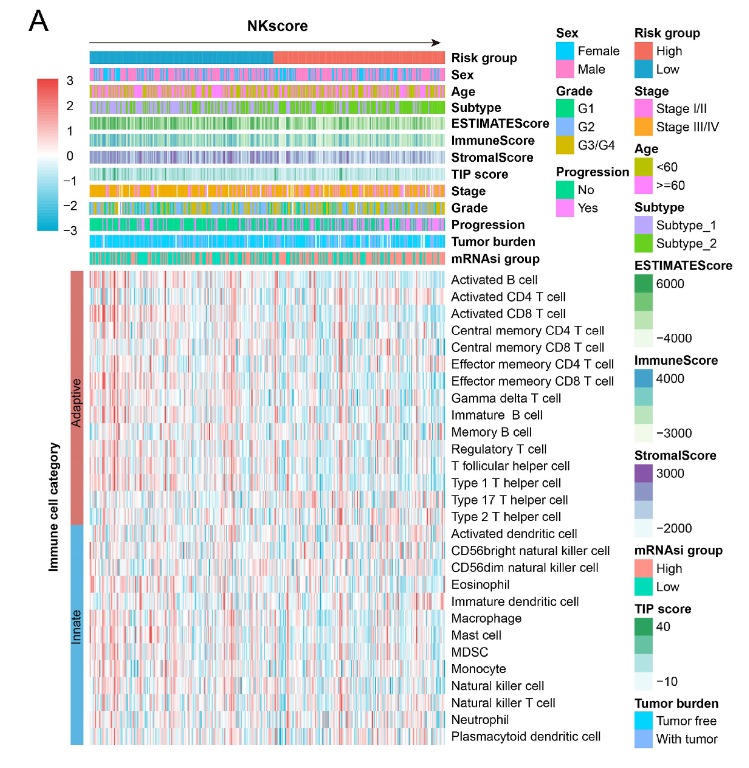 A
NKscore
3
2
1
0
−1
−2
−3
Risk group
Sex
Age
Subtype
ESTIMATEScore
ImmuneScore
StromalScore
TIP score
Stage
Grade
Progression
Tumor burden
mRNAsi group
Immune cell category
Adaptive
Innate
Activated B cell
Activated CD4 T cell
Activated CD8 T cell
Central memory CD4 T cell
Central memory CD8 T cell
Effector memeory CD4 T cell
Effector memeory CD8 T cell
Gamma delta T cell
Immature B cell
Memory B cell
Regulatory T cell
T follicular helper cell
Type 1 T helper cell
Type 17 T helper cell
Type 2 T helper cell
Activated dendritic cell
CD56bright natural killer cell
CD56dim natural killer cell
Eosinophil
Immature dendritic cell
Macrophage
Mast cell
MDSC
Monocyte
Natural killer cell
Natural killer T cell
Neutrophil
Plasmacytoid dendritic cell
Sex
Female
Male
Grade
G1
G2
G3/G4
Progression
No
Yes
Risk group
High
Low
Stage
Stage I/II
Stage III/IV
Age
<60
>=60
Subtype
Subtype_1
Subtype_2
ESTIMATEScore
6000
−4000
ImmuneScore
4000
−3000
StromalScore
3000
−2000
mRNAsi group
High
Low
TIP score
40
−10
Tumor burden
Tumor free
With tumor